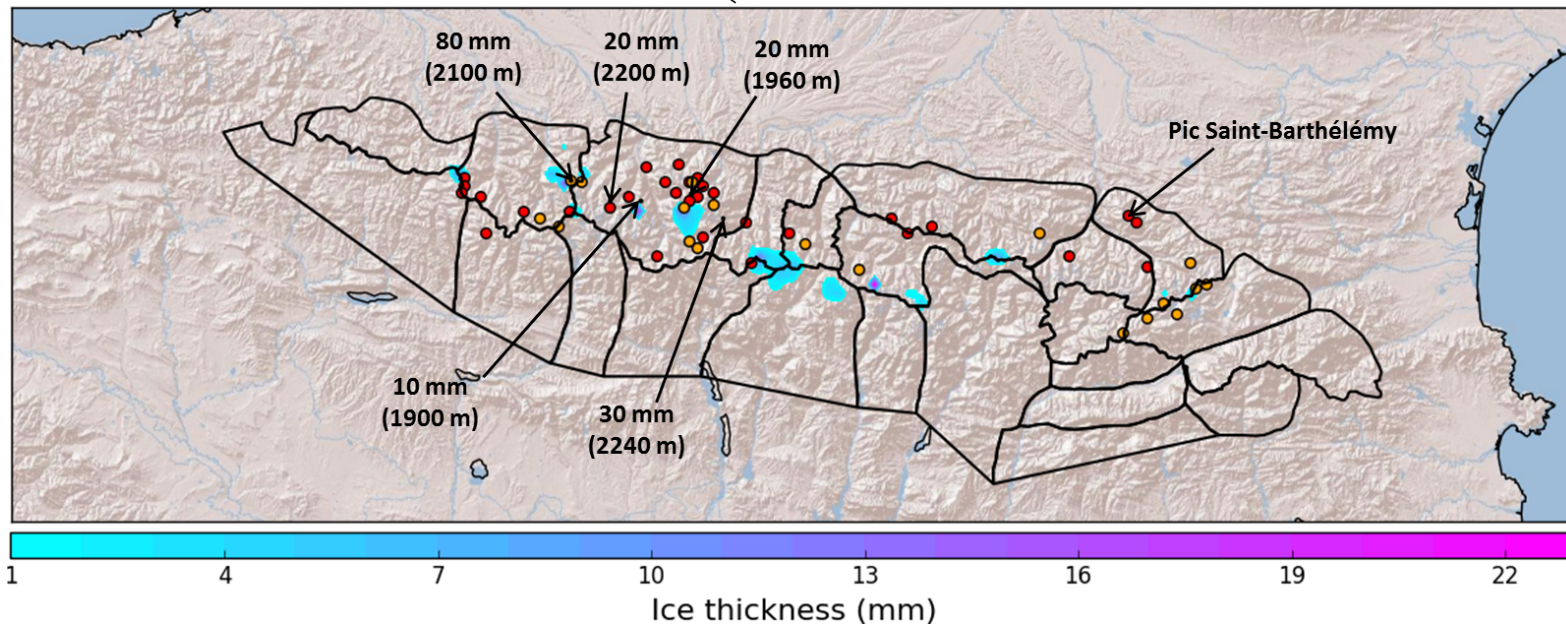 80 mm
(2100 m)
20 mm
(2200 m)
20 mm
(1960 m)
Pic Saint-Barthélémy
10 mm
(1900 m)
30 mm
(2240 m)
1 4 7 10 13 16 19 22
Ice thickness (mm)